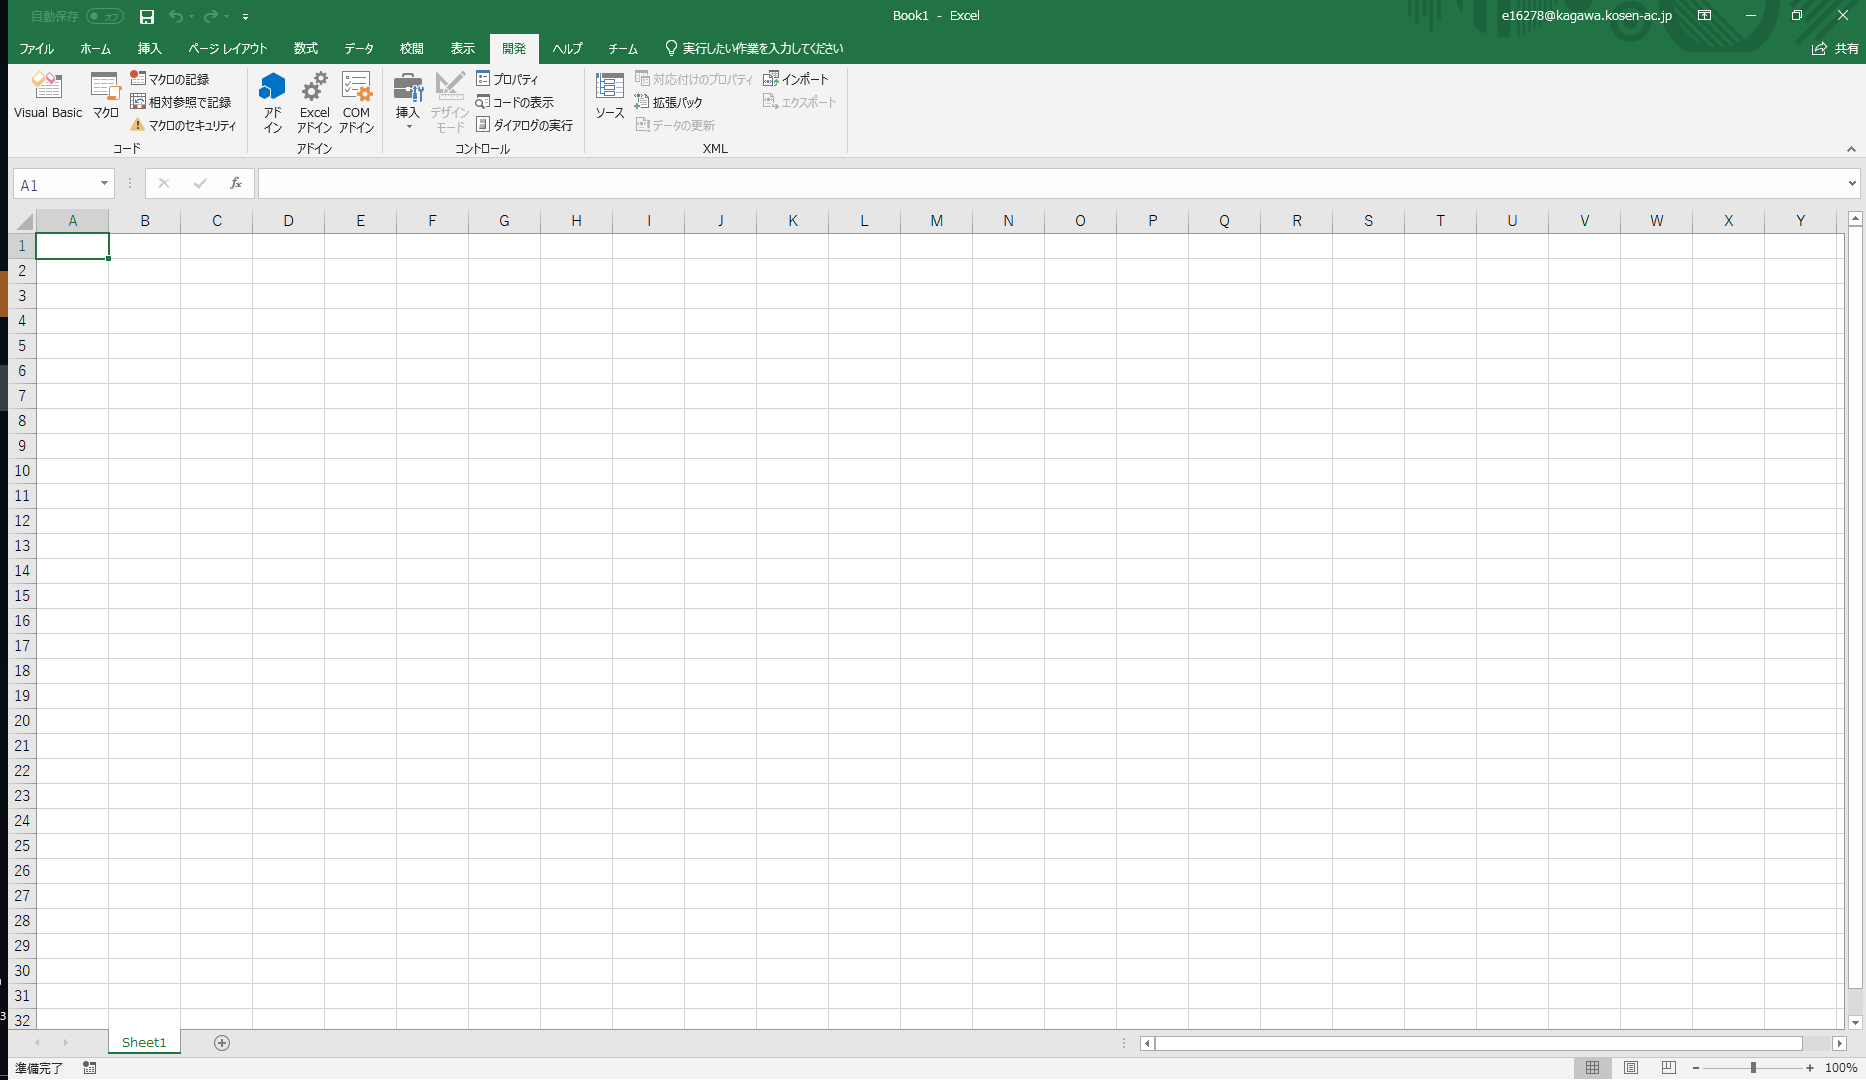 自動保存 オフ
Book1 - Excel
e16278@kagawa.kosen-ac.jp
ファイル ホーム 挿入 ページ レイアウト 数式 データ 校閲 表示 開発 ヘルプ チーム 実行したい作業を入力してください 共有
Visual Basic
マクロ
マクロの記録
相対参照で記録
マクロのセキュリティ
コード
アド
イン
Excel
アドイン
COM
アドイン
アドイン
挿入
デザイン
モード
プロパティ
コードの表示
ダイアログの実行
コントロール
ソース
対応付けのプロパティ
拡張パック
データの更新
インポート
エクスポート
XML
A1
fx
A B C D E F G H I J K L M N O P Q R S T U V W X Y
1
2
3
4
5
6
7
8
9
10
11
12
13
14
15
16
17
18
19
20
21
22
23
24
25
26
27
28
29
30
31
32
3
Sheet1
準備完了
100%